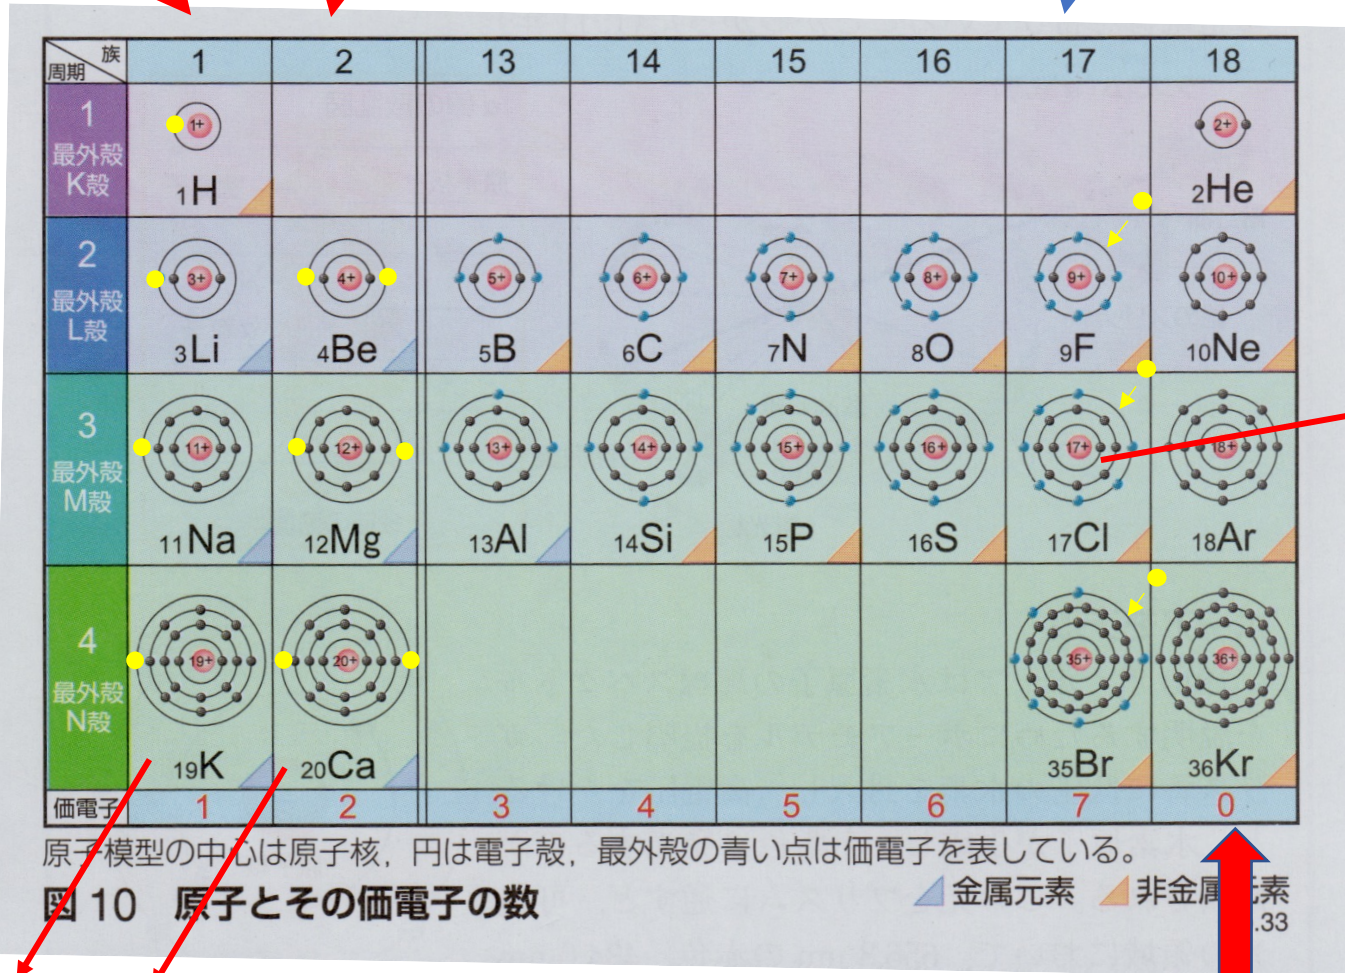 族
周期
1 2 13 14 15 16 17 18
1
最外殻
K殻
1+ 2+
1H 2He
2
最外殻
L殻
3+ 4+ 5+ 6+ 7+ 8+ 9+ 10+
3Li 4Be 5B 6C 7N 8O 9F 10Ne
3
最外殻
M殻
11+ 12+ 13+ 14+ 15+ 16+ 17+ 18+
11Na 12Mg 13Al 14Si 15P 16S 17Cl 18Ar
4
最外殻
N殻
19+ 20+ 35+ 36+
19K 20Ca 35Br 36Kr
価電子 1 2 3 4 5 6 7 0
原子模型の中心は原子核，円は電子殻，最外殻の青い点は価電子を表している。
図10 原子とその価電子の数
金属元素 非金属元素
.33